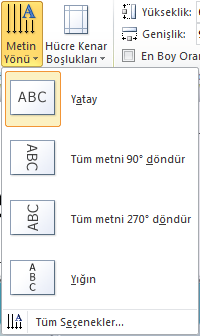 Metin Yönü
Hücre Kenar Boşlukları
Yükseklik:
Genişlik:
En Boy Oran
ABC
Yatay
ABC
Tüm metni 90° döndür
ABC
Tüm metni 270° döndür
A
B
C
Yığın
Tüm Seçenekler...